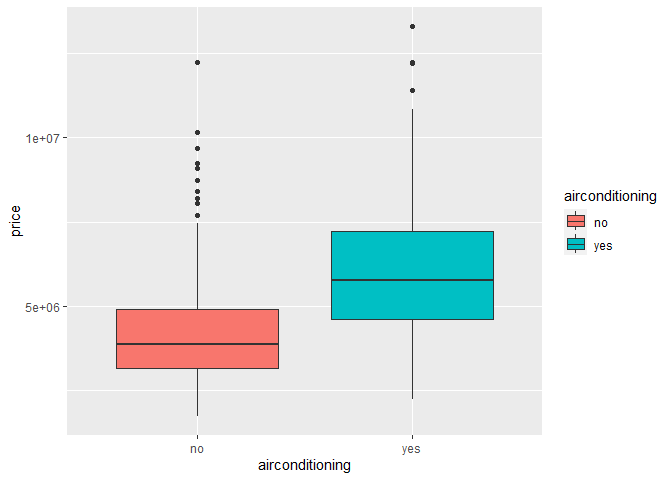 price
1e+07
5e+06
no yes
airconditioning
airconditioning
no
yes